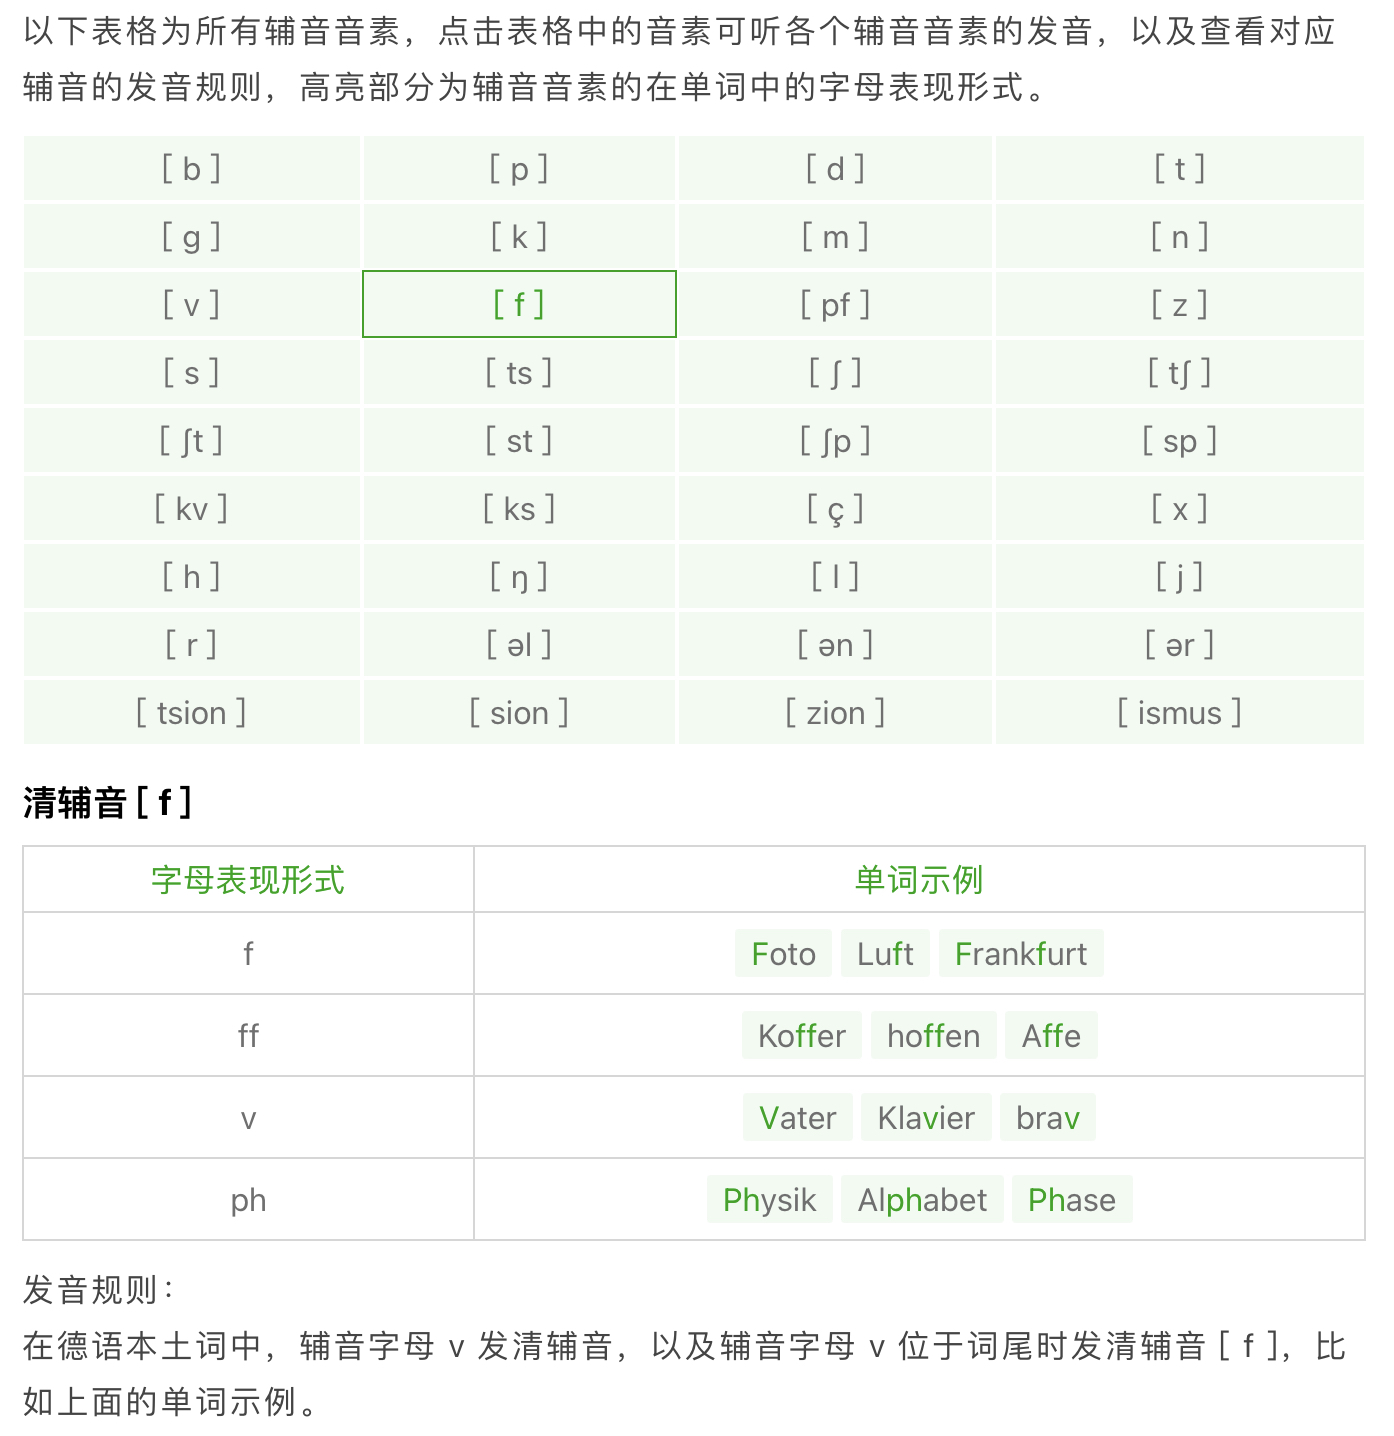 以下表格为所有辅音音素，点击表格中的音素可听各个辅音音素的发音，以及查看对应
辅音的发音规则，高亮部分为辅音音素的在单词中的字母表现形式。
[ b ] [ p ] [ d ] [ t ]
[ g ] [ k ] [ m ] [ n ]
[ v ] [ f ] [ pf ] [ z ]
[ s ] [ ts ] [ ʃ ] [ tʃ ]
[ ʃt ] [ st ] [ ʃp ] [ sp ]
[ kv ] [ ks ] [ ç ] [ x ]
[ h ] [ ŋ ] [ l ] [ j ]
[ r ] [ əl ] [ ən ] [ ər ]
[ tsion ] [ sion ] [ zion ] [ ismus ]
清辅音 [ f ]
字母表现形式 单词示例
f Foto Luft Frankfurt
ff Koffer hoffen Affe
v Vater Klavier brav
ph Physik Alphabet Phase
发音规则：
在德语本土词中，辅音字母 v 发清辅音，以及辅音字母 v 位于词尾时发清辅音 [ f ]，比
如上面的单词示例。